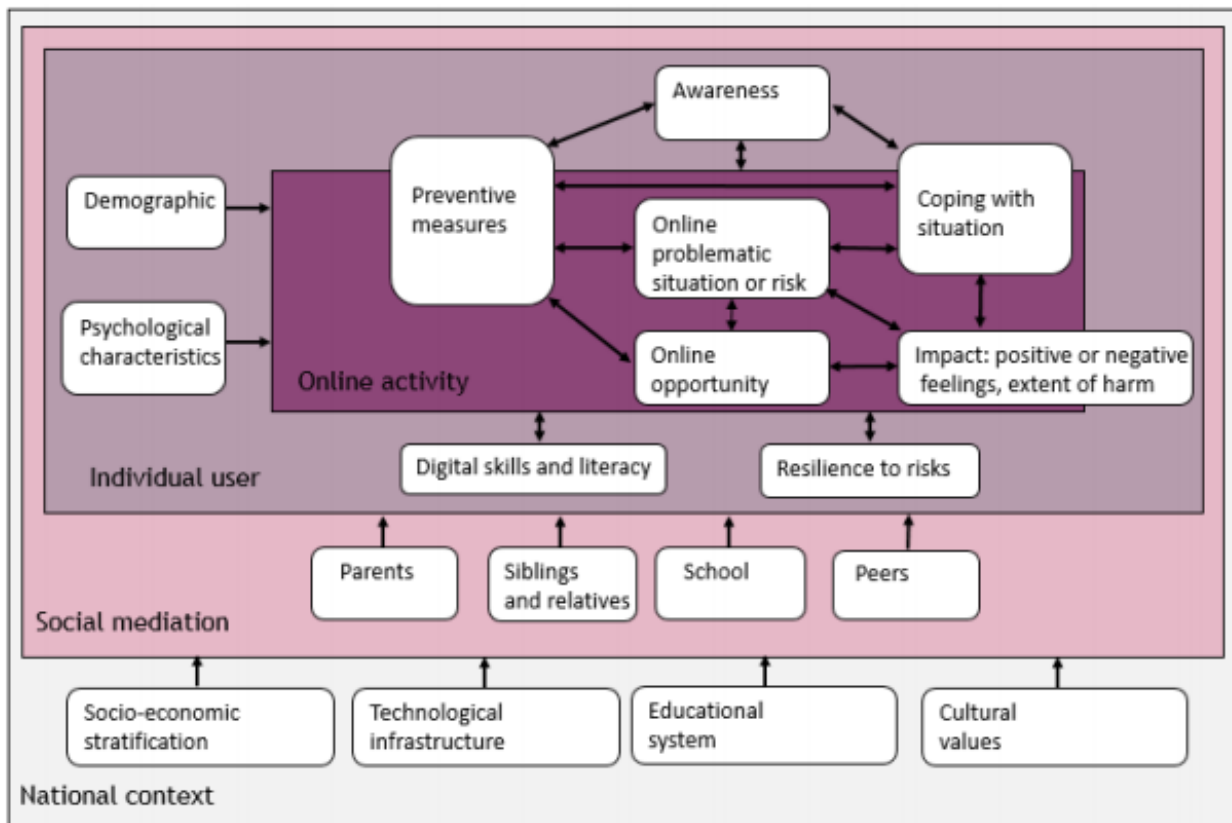 Awareness
Demographic
Preventive
measures
Coping with
situation
Online
problematic
situation or risk
Psychological
characteristics
Online
opportunity
Impact: positive or negative
feelings, extent of harm
Online activity
Digital skills and literacy
Resilience to risks
Individual user
Parents
Siblings
and relatives
School
Peers
Social mediation
Socio-economic
stratification
Technological
infrastructure
Educational
system
Cultural
values
National context